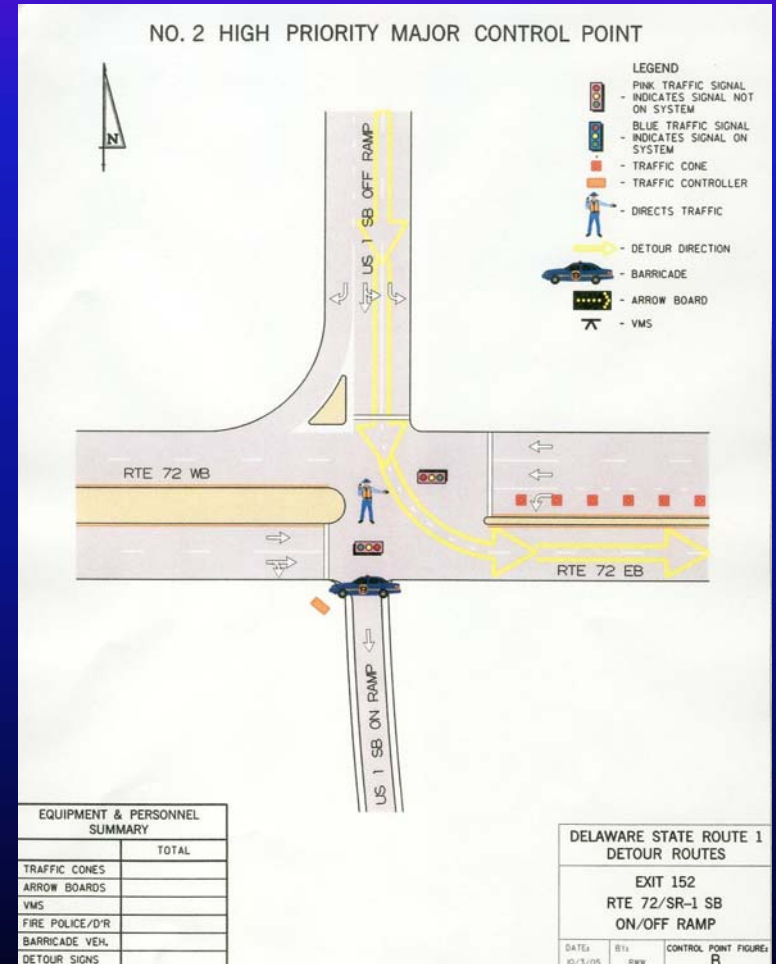 NO. 2 HIGH PRIORITY MAJOR CONTROL POINT
LEGEND
PINK TRAFFIC SIGNAL
- INDICATES SIGNAL NOT
ON SYSTEM
BLUE TRAFFIC SIGNAL
- INDICATES SIGNAL ON
SYSTEM
- TRAFFIC CONE
- TRAFFIC CONTROLLER
- DIRECTS TRAFFIC
- DETOUR DIRECTION
- BARRICADE
- ARROW BOARD
- VMS
N
US 1 SB OFF RAMP
RTE 72 WB
RTE 72 EB
US 1 SB ON RAMP
EQUIPMENT & PERSONNEL
SUMMARY
TOTAL
TRAFFIC CONES
ARROW BOARDS
VMS
FIRE POLICE/D'R
BARRICADE VEH.
DETOUR SIGNS
DELAWARE STATE ROUTE 1
DETOUR ROUTES
EXIT 152
RTE 72/SR-1 SB
ON/OFF RAMP
DATE: BY: CONTROL POINT FIGURE:
10/3/05 RWW B